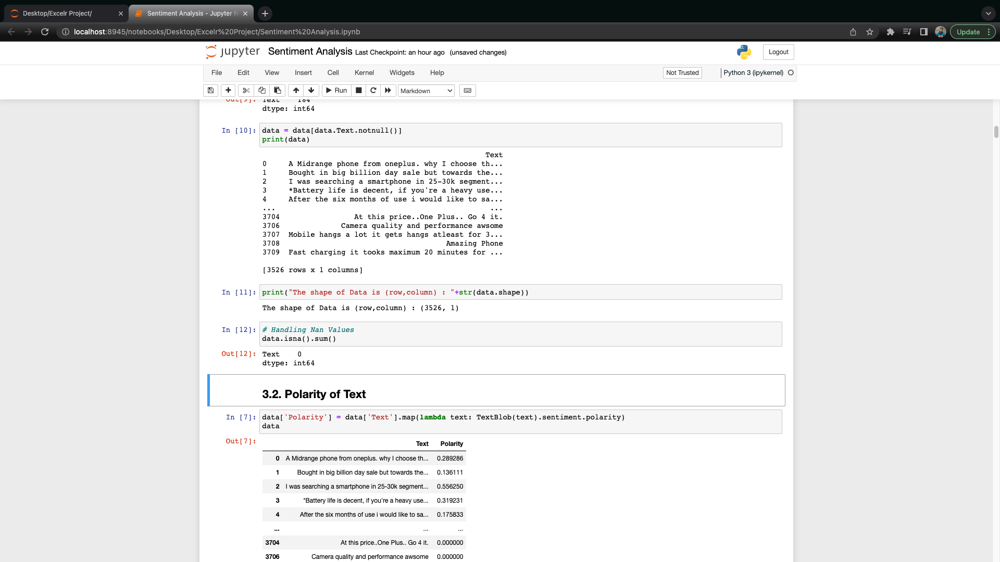 Desktop/Excelr Project/
Sentiment Analysis - Jupyter N
localhost:8945/notebooks/Desktop/Excelr%20Project/Sentiment%20Analysis.ipynb
Update
jupyter Sentiment Analysis Last Checkpoint: an hour ago (unsaved changes)
Logout
File Edit View Insert Cell Kernel Widgets Help
Not Trusted
Python 3 (ipykernel)
Run
Markdown
Out[9]: Text    184
dtype: int64
In [10]: data = data[data.Text.notnull()]
print(data)
Text
0 A Midrange phone from oneplus. why I choose th...
1 Bought in big billion day sale but towards the...
2 I was searching a smartphone in 25-30k segment...
3 *Battery life is decent, if you're a heavy use...
4 After the six months of use i would like to sa...
... ...
3704 At this price..One Plus.. Go 4 it.
3706 Camera quality and performance awsome
3707 Mobile hangs a lot it gets hangs atleast for 3...
3708 Amazing Phone
3709 Fast charging it tooks maximum 20 minutes for ...
[3526 rows x 1 columns]
In [11]: print("The shape of Data is (row,column) : "+str(data.shape))
The shape of Data is (row,column) : (3526, 1)
In [12]: # Handling Nan Values
data.isna().sum()
Out[12]: Text    0
dtype: int64
3.2. Polarity of Text
In [7]: data['Polarity'] = data['Text'].map(lambda text: TextBlob(text).sentiment.polarity)
data
Out[7]:
Text Polarity
0 A Midrange phone from oneplus. why I choose th... 0.289286
1 Bought in big billion day sale but towards the... 0.136111
2 I was searching a smartphone in 25-30k segment... 0.556250
3 *Battery life is decent, if you're a heavy use... 0.319231
4 After the six months of use i would like to sa... 0.175833
... ... ...
3704 At this price..One Plus.. Go 4 it. 0.000000
3706 Camera quality and performance awsome 0.000000